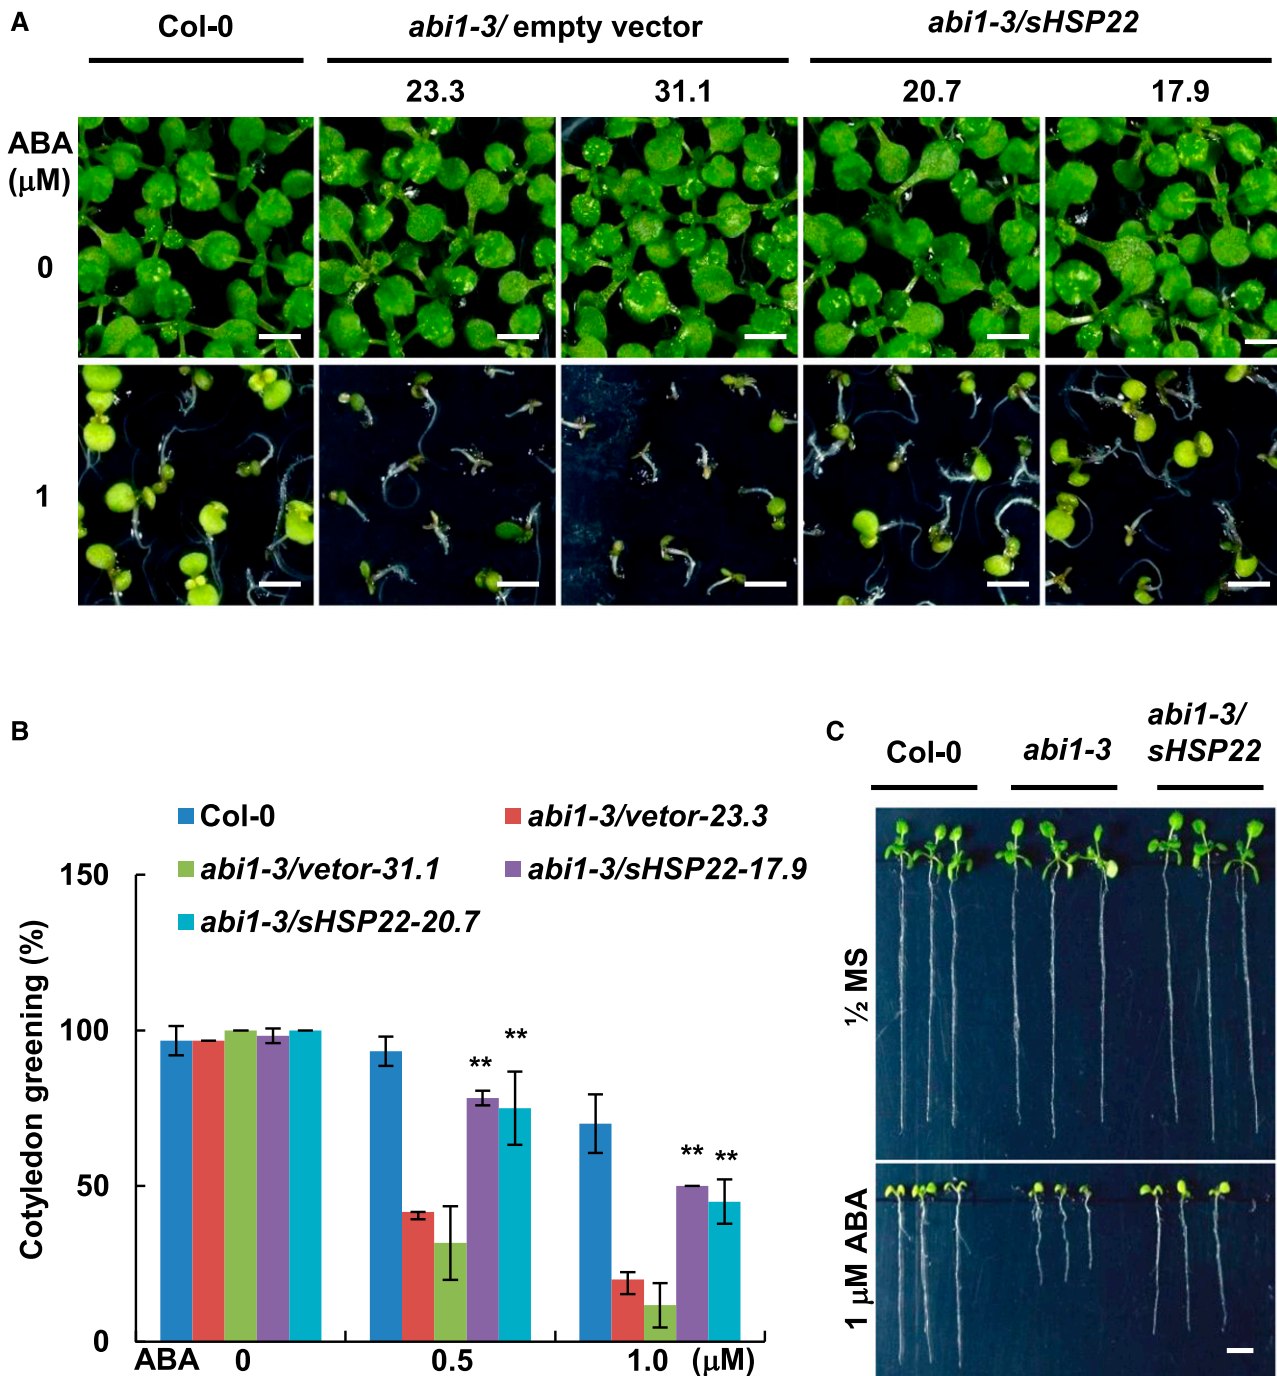 A
Col-0
abi1-3/ empty vector
abi1-3/sHSP22
23.3
31.1
20.7
17.9
ABA
(μM)
0
1
B
Col-0
abi1-3/vetor-23.3
abi1-3/vetor-31.1
abi1-3/sHSP22-17.9
abi1-3/sHSP22-20.7
Cotyledon greening (%)
150
100
50
0
**
**
**
**
ABA
0
0.5
1.0
(μM)
C
Col-0
abi1-3
abi1-3/
sHSP22
½ MS
1 μM ABA